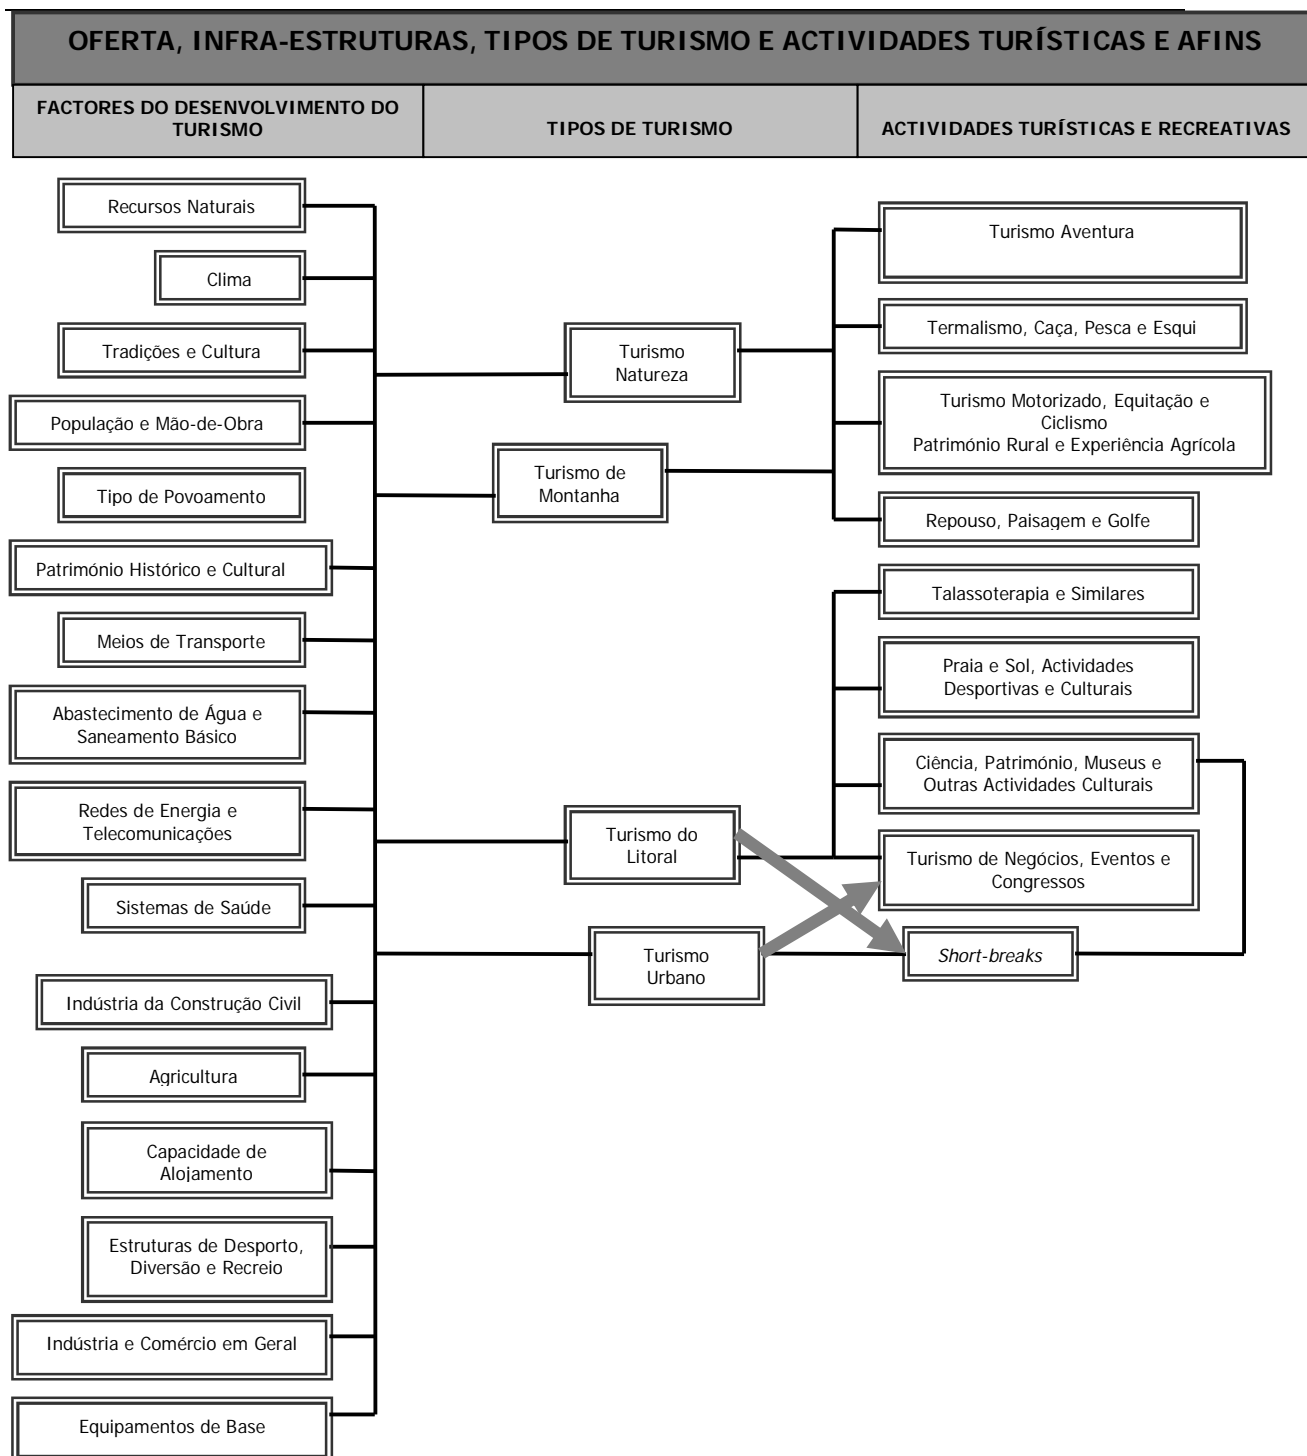 OFERTA, INFRA-ESTRUTURAS, TIPOS DE TURISMO E ACTIVIDADES TURÍSTICAS E AFINS
FACTORES DO DESENVOLVIMENTO DO
TURISMO
TIPOS DE TURISMO
ACTIVIDADES TURÍSTICAS E RECREATIVAS
Recursos Naturais
Clima
Tradições e Cultura
População e Mão-de-Obra
Tipo de Povoamento
Património Histórico e Cultural
Meios de Transporte
Abastecimento de Água e
Saneamento Básico
Redes de Energia e
Telecomunicações
Sistemas de Saúde
Indústria da Construção Civil
Agricultura
Capacidade de
Alojamento
Estruturas de Desporto,
Diversão e Recreio
Indústria e Comércio em Geral
Equipamentos de Base
Turismo
Natureza
Turismo de
Montanha
Turismo do
Litoral
Turismo
Urbano
Turismo Aventura
Termalismo, Caça, Pesca e Esqui
Turismo Motorizado, Equitação e
Ciclismo
Património Rural e Experiência Agrícola
Repouso, Paisagem e Golfe
Talassoterapia e Similares
Praia e Sol, Actividades
Desportivas e Culturais
Ciência, Património, Museus e
Outras Actividades Culturais
Turismo de Negócios, Eventos e
Congressos
Short-breaks